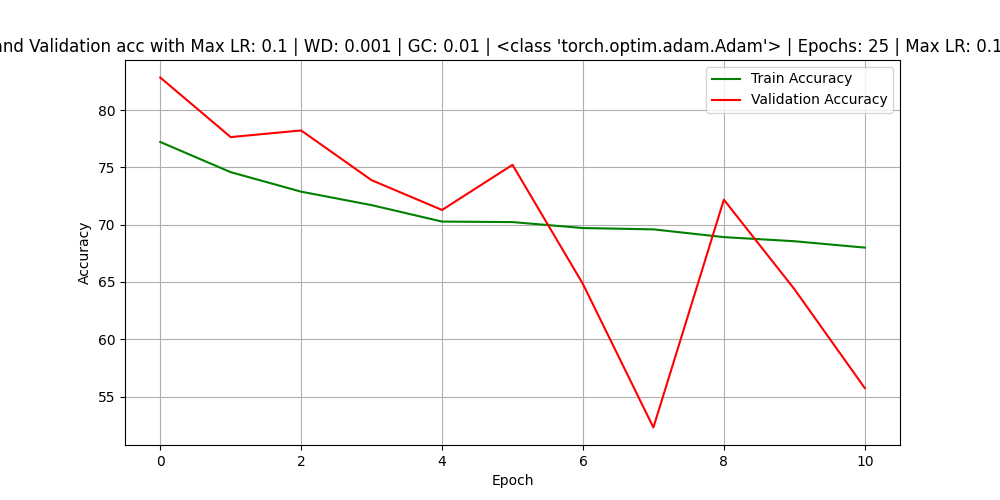 and Validation acc with Max LR: 0.1 | WD: 0.001 | GC: 0.01 | <class 'torch.optim.adam.Adam'> | Epochs: 25 | Max LR: 0.1
Train Accuracy
Validation Accuracy
80
75
70
65
60
55
Accuracy
0 2 4 6 8 10
Epoch